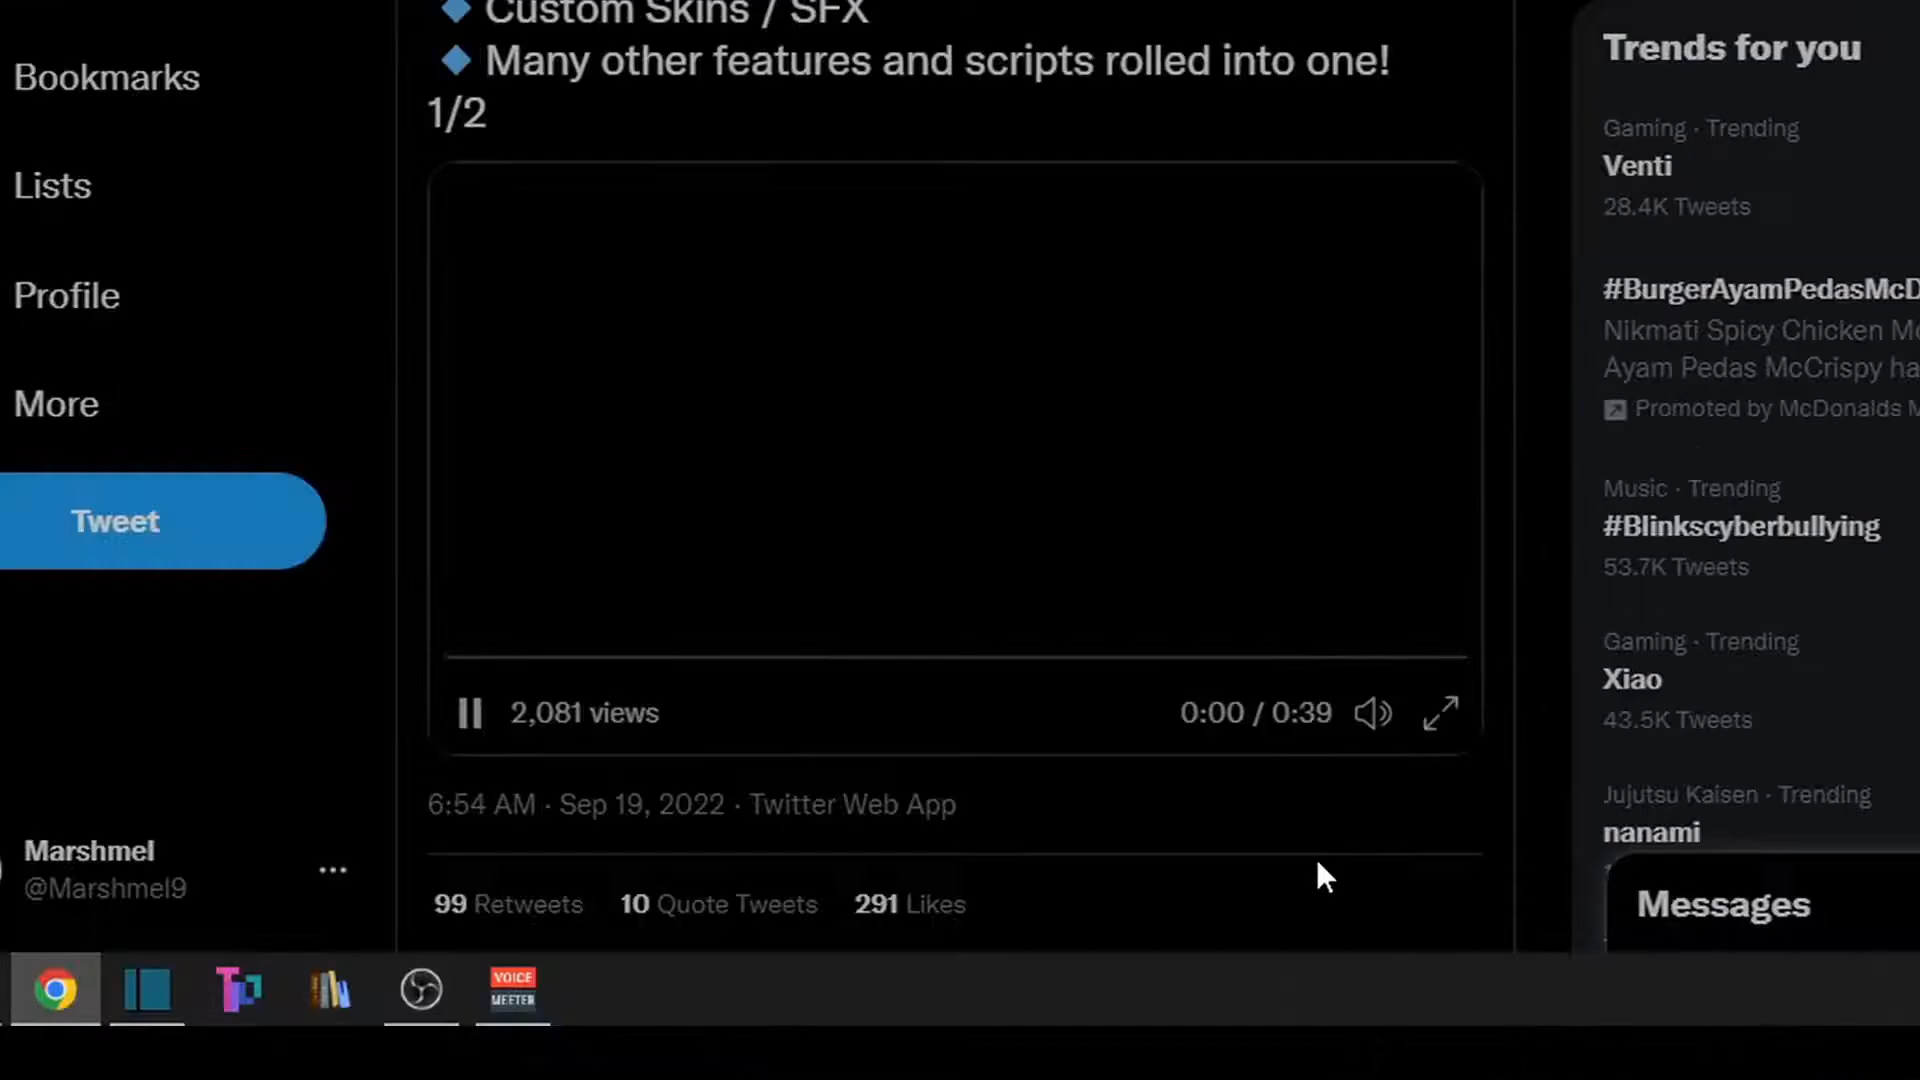 Bookmarks
Lists
Profile
More
Tweet
Marshmel
@Marshmel9
Custom Skins / SFX
Many other features and scripts rolled into one!
1/2
2,081 views
0:00 / 0:39
6:54 AM · Sep 19, 2022 · Twitter Web App
99 Retweets 10 Quote Tweets 291 Likes
Trends for you
Gaming · Trending
Venti
28.4K Tweets
#BurgerAyamPedasMcD
Nikmati Spicy Chicken Mc
Ayam Pedas McCrispy ha
Promoted by McDonalds M
Music · Trending
#Blinkscyberbullying
53.7K Tweets
Gaming · Trending
Xiao
43.5K Tweets
Jujutsu Kaisen · Trending
nanami
Messages
VOICE
MEETER